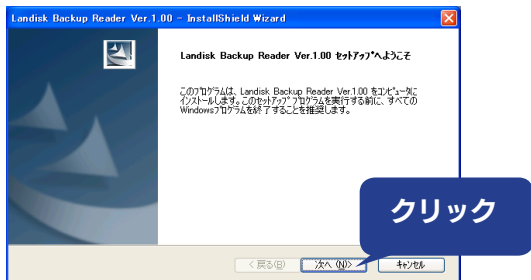 Landisk Backup Reader Ver.1.00 - InstallShield Wizard
Landisk Backup Reader Ver.1.00 ｾｯﾄｱｯﾌﾟへようこそ
このﾌﾟﾛｸﾞﾗﾑは、Landisk Backup Reader Ver.1.00 をｺﾝﾋﾟｭｰﾀに
ｲﾝｽﾄｰﾙします。このｾｯﾄｱｯﾌﾟ ﾌﾟﾛｸﾞﾗﾑを実行する前に、すべての
Windowsﾌﾟﾛｸﾞﾗﾑを終了することを推奨します。
クリック
< 戻る(B)
次へ (N)>
ｷｬﾝｾﾙ